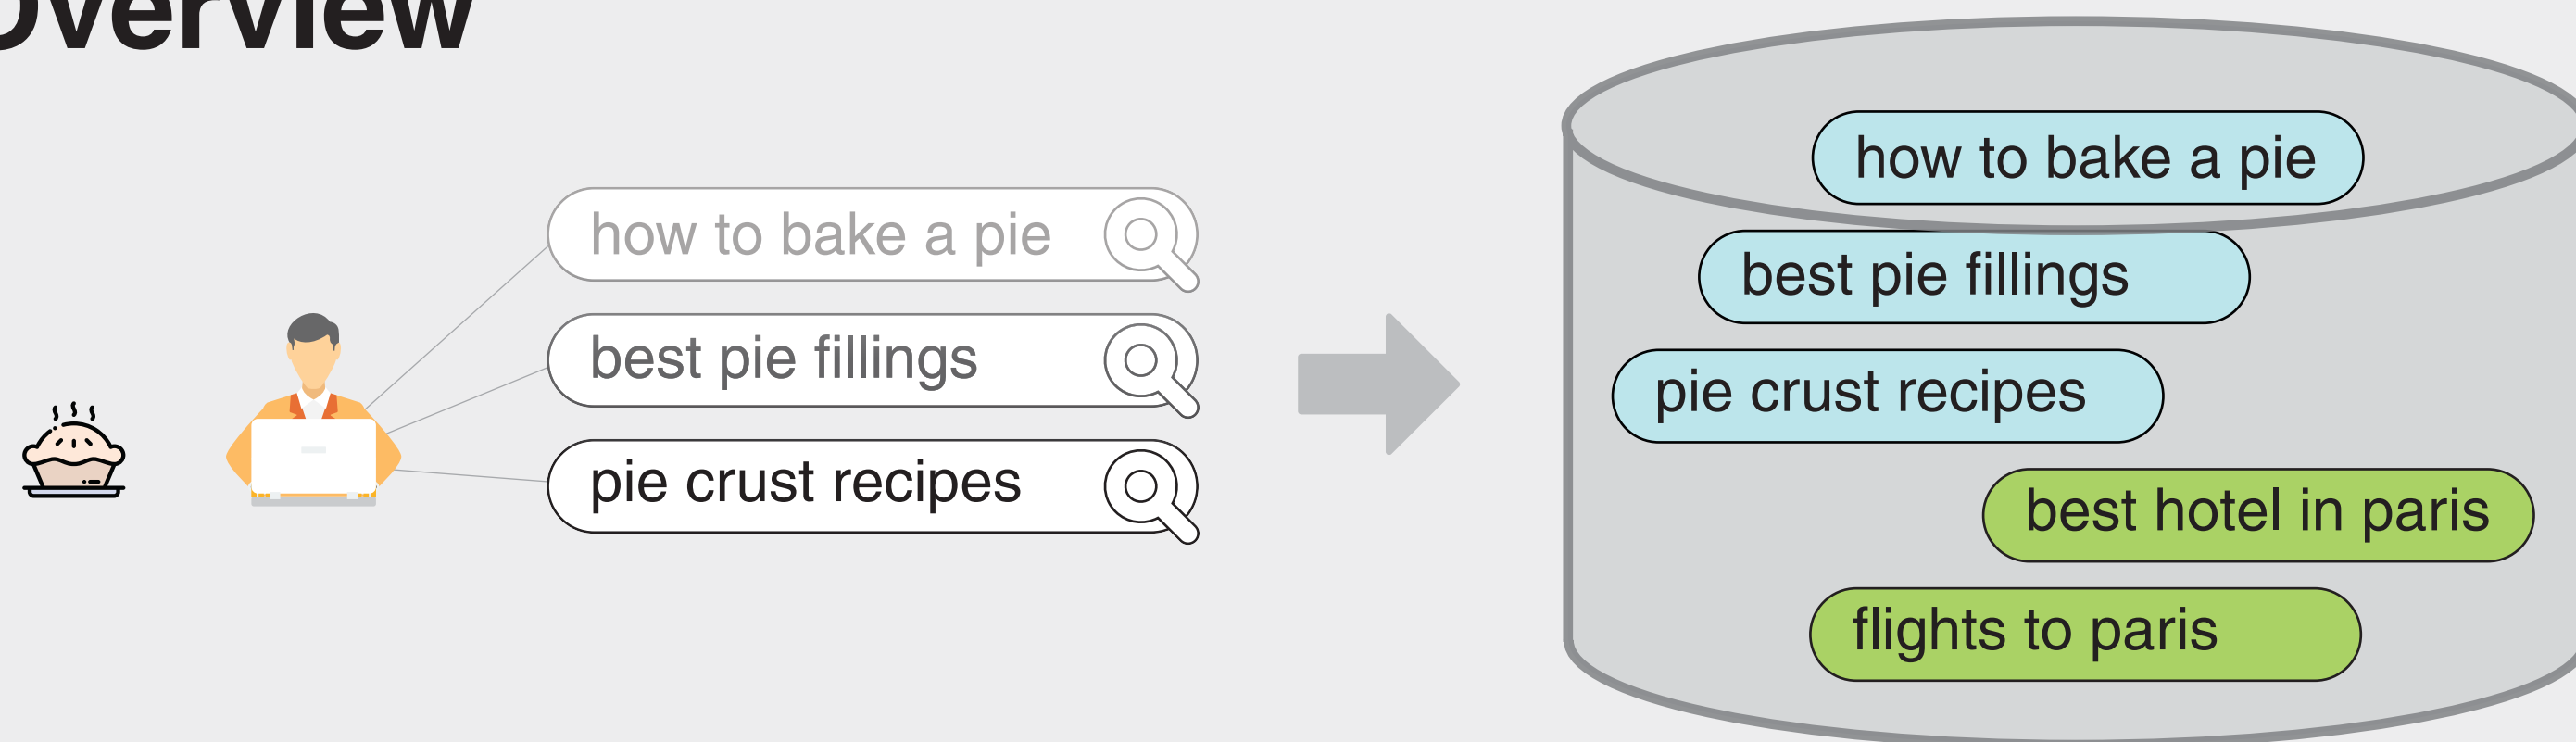 Overview
how to bake a pie
best pie fillings
pie crust recipes
how to bake a pie
best pie fillings
pie crust recipes
best hotel in paris
flights to paris